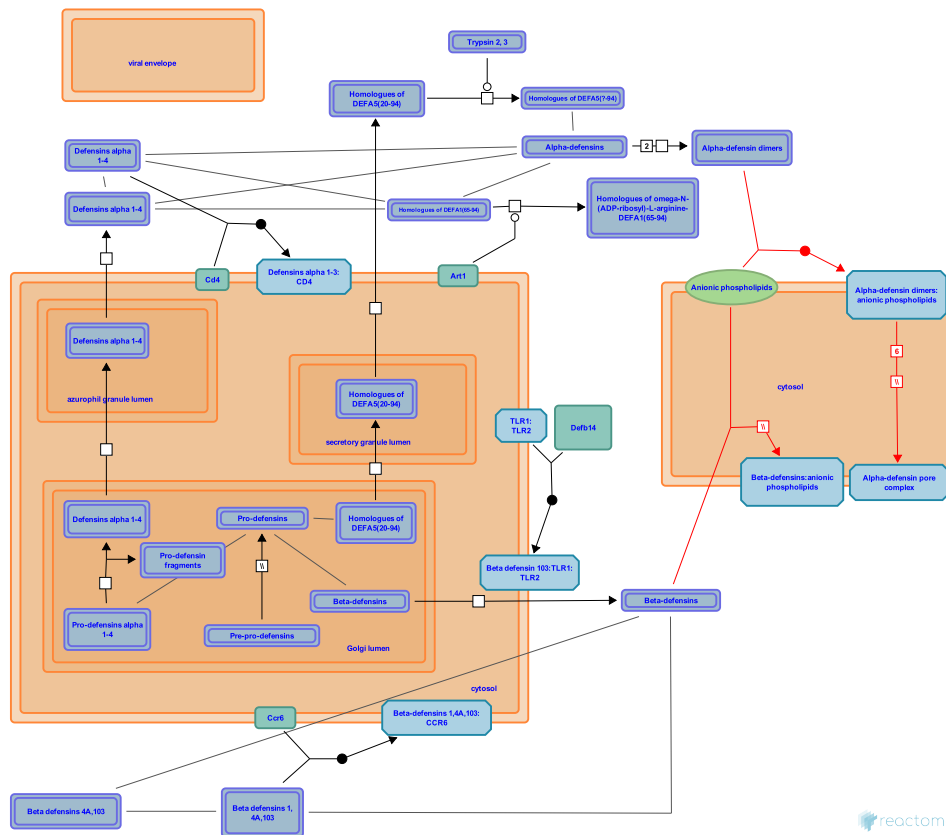 Trypsin 2, 3
viral envelope
Homologues of
DEFA5(20-94)
Homologues of DEFA5(?-94)
Defensins alpha
1-4
Alpha-defensins
2
Alpha-defensin dimers
Defensins alpha 1-4
Homologues of DEFA1(65-94)
Homologues of omega-N-
(ADP-ribosyl)-L-arginine-
DEFA1(65-94)
Cd4
Defensins alpha 1-3:
CD4
Art1
Anionic phospholipids
Alpha-defensin dimers:
anionic phospholipids
Defensins alpha 1-4
6
\\
cytosol
azurophil granule lumen
Homologues of
DEFA5(20-94)
secretory granule lumen
TLR1:
TLR2
Defb14
\\
Beta-defensins:anionic
phospholipids
Alpha-defensin pore
complex
Defensins alpha 1-4
Pro-defensins
Homologues of
DEFA5(20-94)
Pro-defensin
fragments
\\
Beta defensin 103:TLR1:
TLR2
Beta-defensins
Beta-defensins
Pro-defensins alpha
1-4
Pre-pro-defensins
Golgi lumen
cytosol
Ccr6
Beta-defensins 1,4A,103:
CCR6
Beta defensins 4A,103
Beta defensins 1,
4A,103
reactom